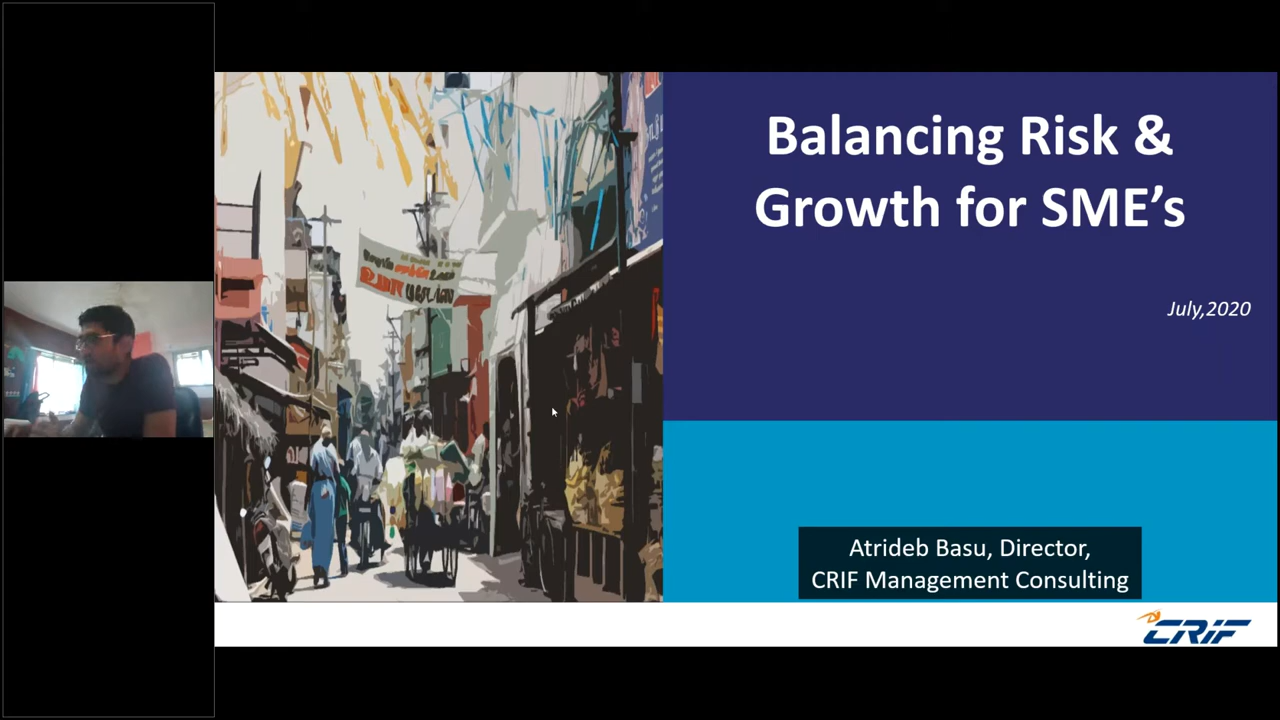 Balancing Risk &
Growth for SME’s
July,2020
Atrideb Basu, Director,
CRIF Management Consulting
CRIF